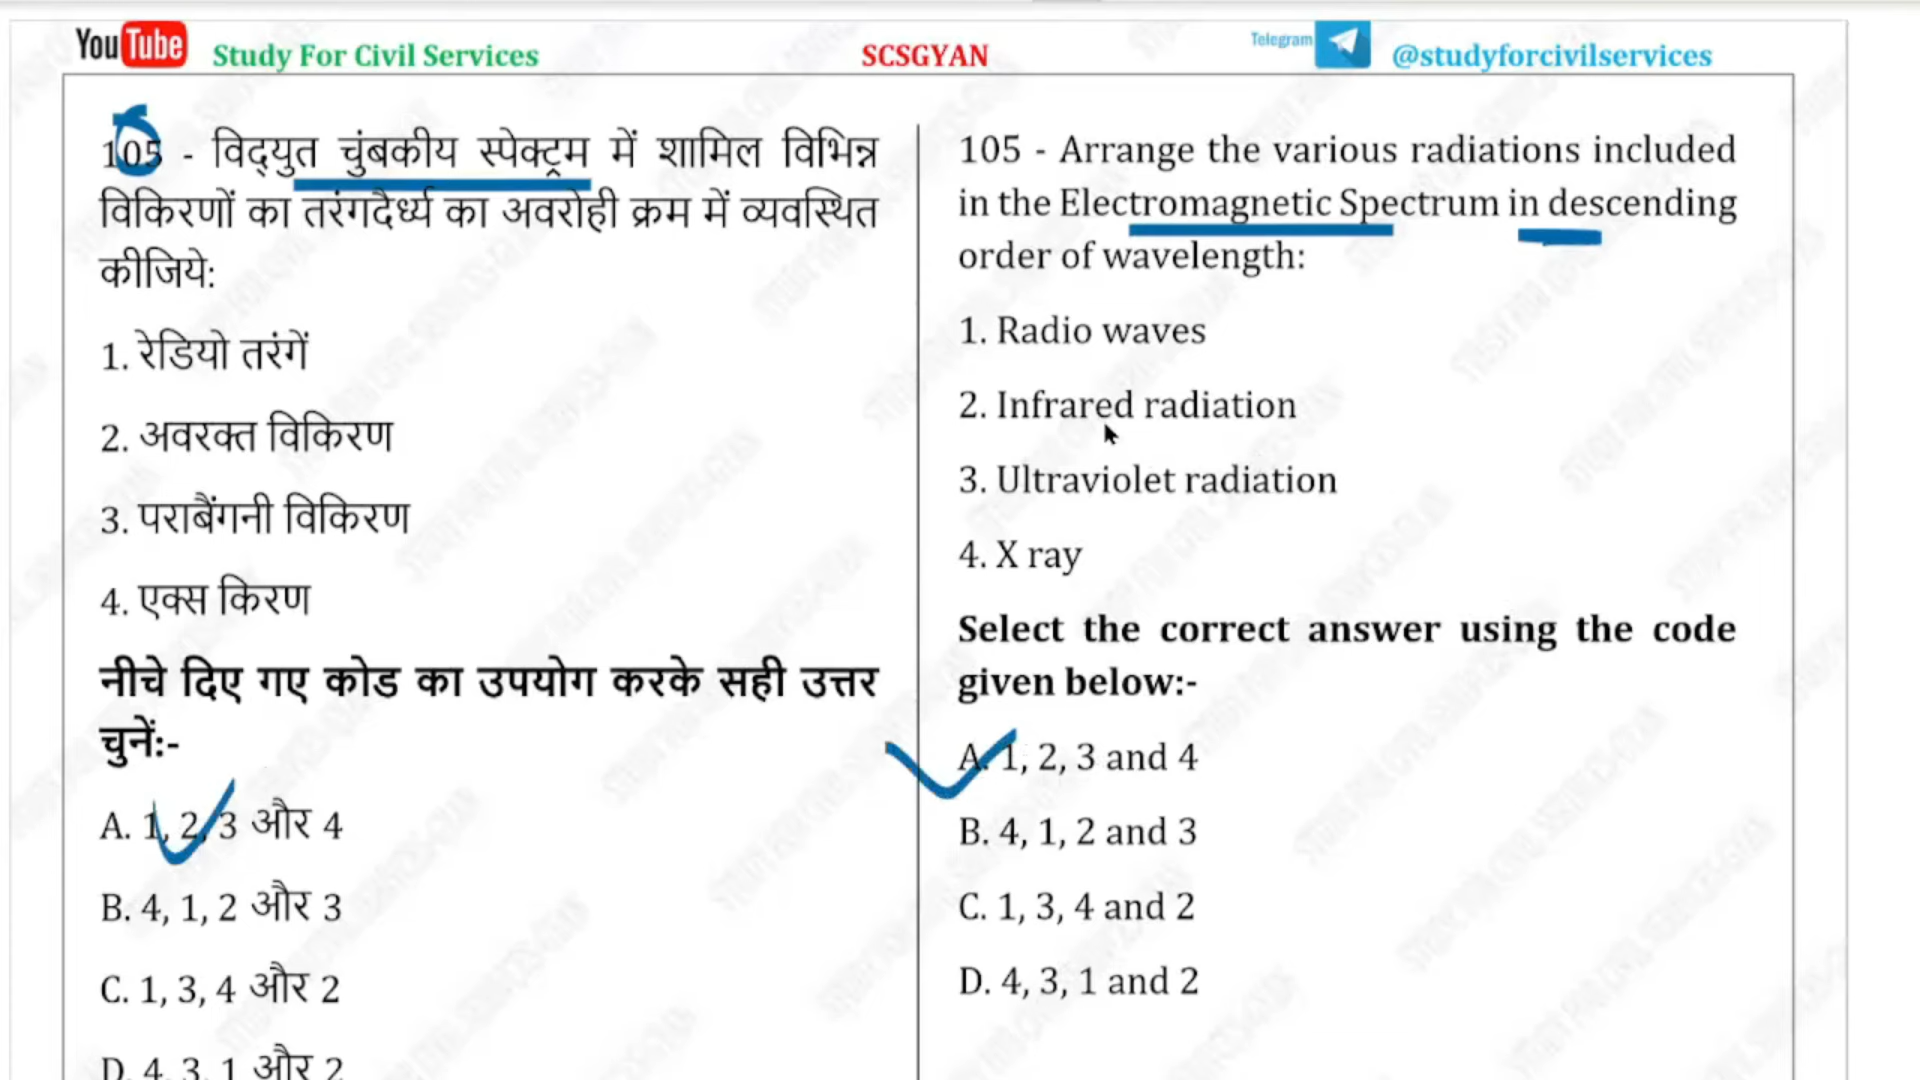 YouTube Study For Civil Services SCSGYAN Telegram @studyforcivilservices
105 - विद्युत चुंबकीय स्पेक्ट्रम में शामिल विभिन्न
विकिरणों का तरंगदैर्ध्य का अवरोही क्रम में व्यवस्थित
कीजिये:
1. रेडियो तरंगें
2. अवरक्त विकिरण
3. पराबैंगनी विकिरण
4. एक्स किरण
नीचे दिए गए कोड का उपयोग करके सही उत्तर
चुनें:-
A. 1, 2, 3 और 4
B. 4, 1, 2 और 3
C. 1, 3, 4 और 2
D. 4, 3, 1 और 2
105 - Arrange the various radiations included
in the Electromagnetic Spectrum in descending
order of wavelength:
1. Radio waves
2. Infrared radiation
3. Ultraviolet radiation
4. X ray
Select the correct answer using the code
given below:-
A. 1, 2, 3 and 4
B. 4, 1, 2 and 3
C. 1, 3, 4 and 2
D. 4, 3, 1 and 2